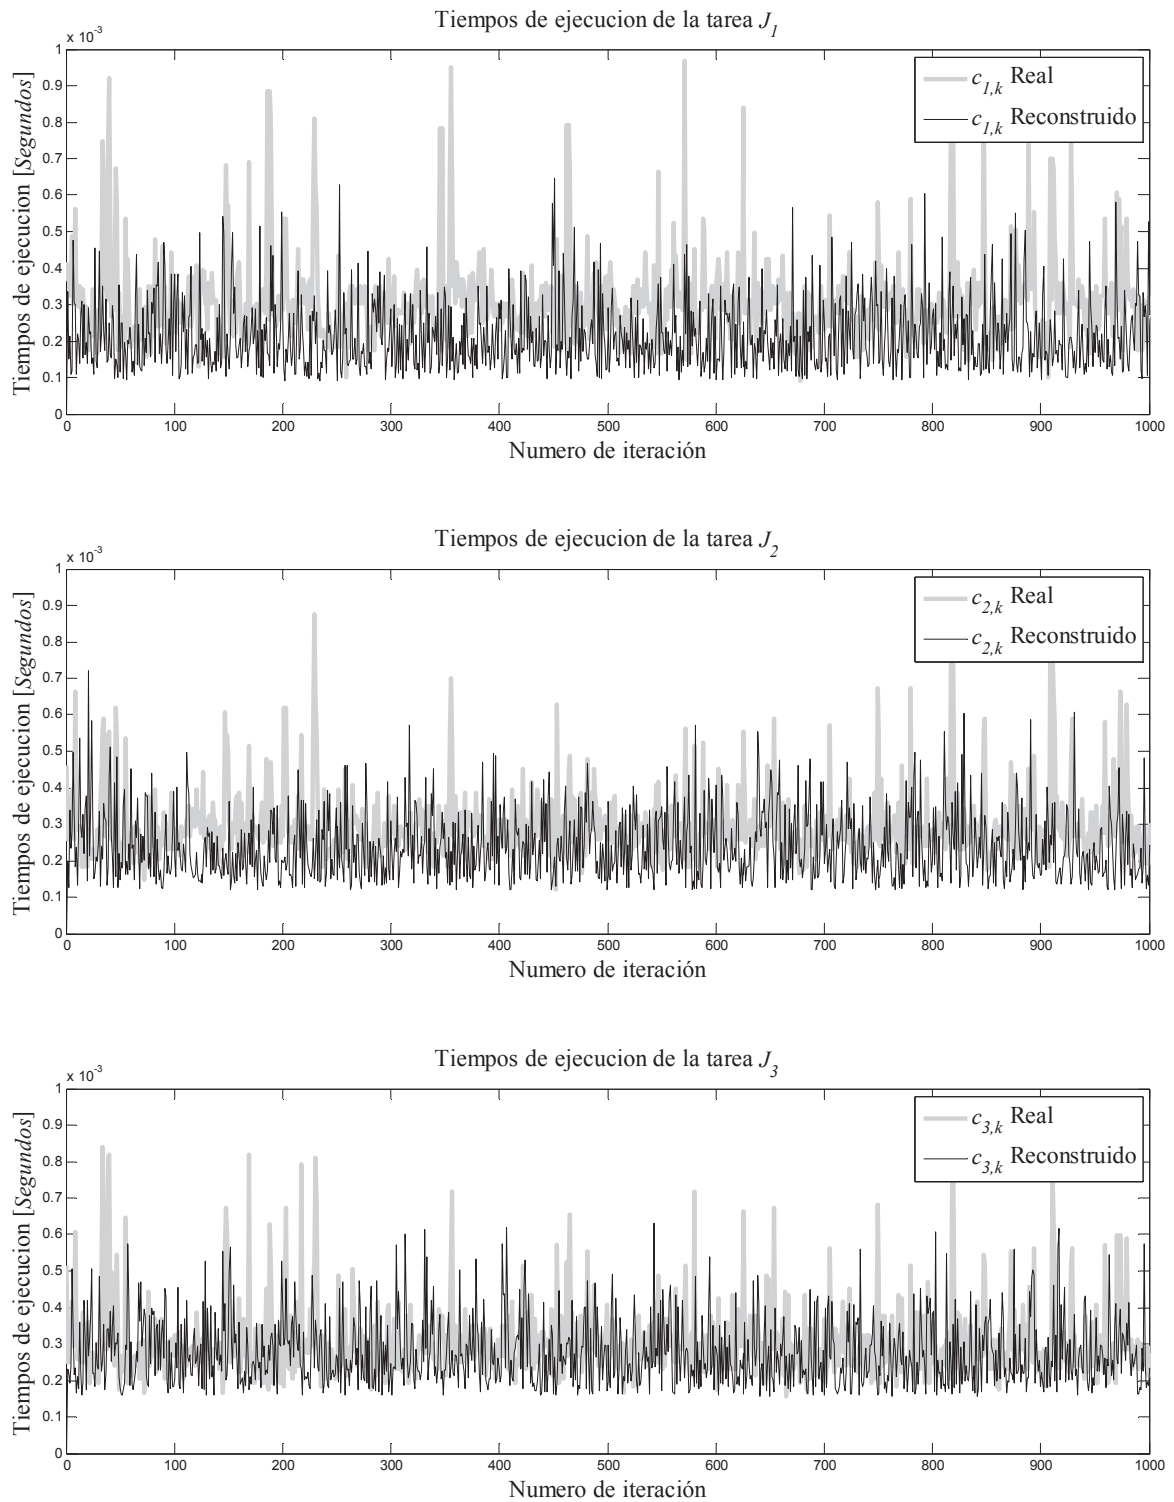 Tiempos de ejecucion de la tarea J1
x 10-3
1
0.9
0.8
0.7
0.6
0.5
0.4
0.3
0.2
0.1
0
Tiempos de ejecucion [Segundos]
c1,k Real
c1,k Reconstruido
0 100 200 300 400 500 600 700 800 900 1000
Numero de iteración
Tiempos de ejecucion de la tarea J2
x 10-3
1
0.9
0.8
0.7
0.6
0.5
0.4
0.3
0.2
0.1
0
Tiempos de ejecucion [Segundos]
c2,k Real
c2,k Reconstruido
0 100 200 300 400 500 600 700 800 900 1000
Numero de iteración
Tiempos de ejecucion de la tarea J3
x 10-3
1
0.9
0.8
0.7
0.6
0.5
0.4
0.3
0.2
0.1
0
Tiempos de ejecucion [Segundos]
c3,k Real
c3,k Reconstruido
0 100 200 300 400 500 600 700 800 900 1000
Numero de iteración